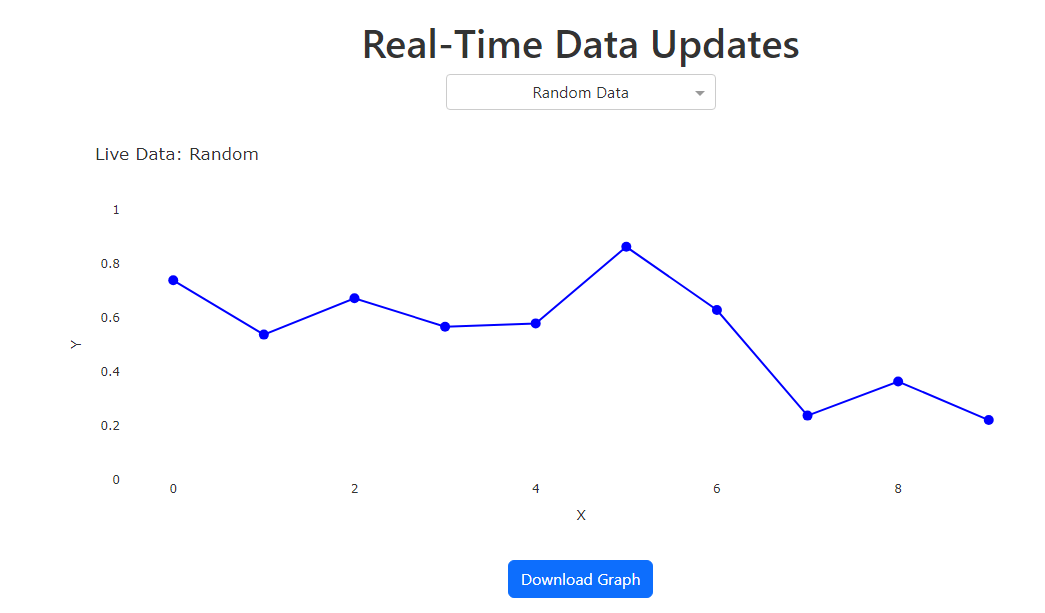 Real-Time Data Updates
Random Data
Live Data: Random
1
0.8
0.6
0.4
0.2
0
Y
0 2 4 6 8
X
Download Graph